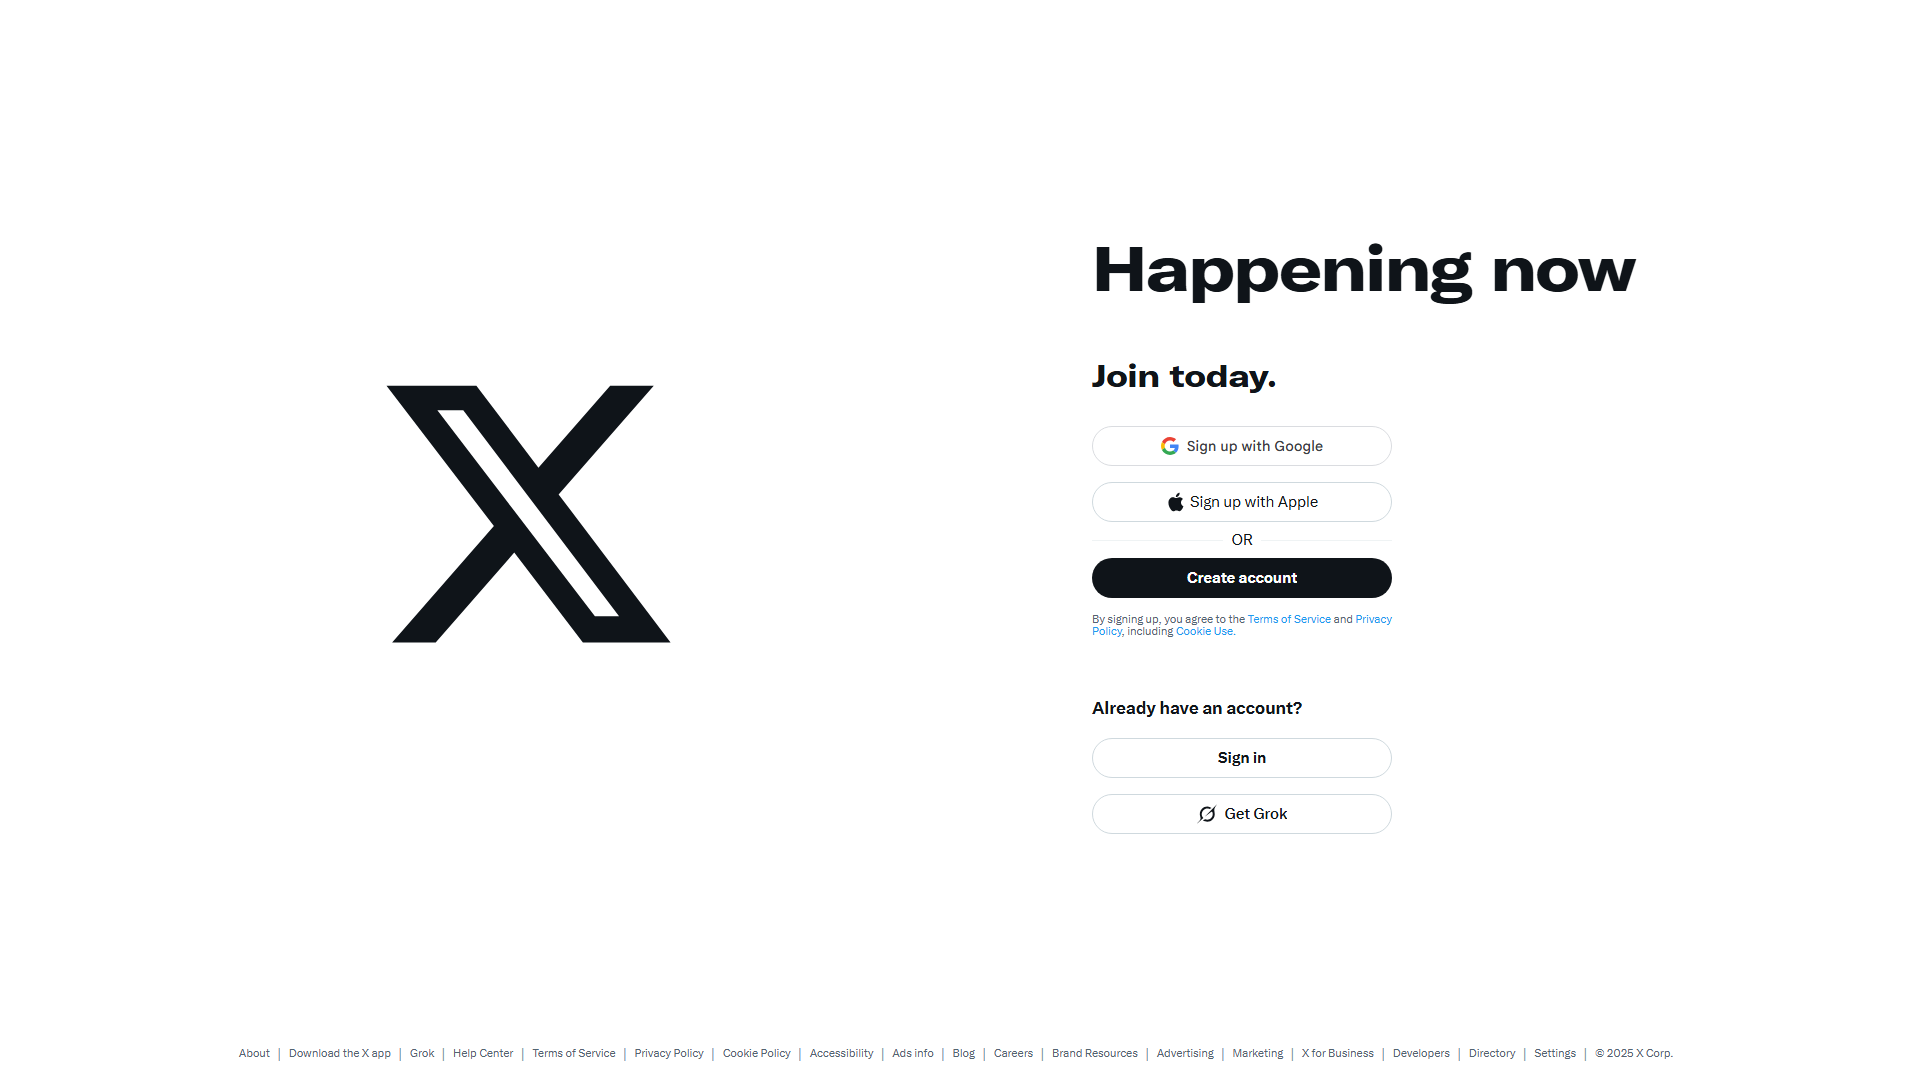 Happening now
Join today.
Sign up with Google
Sign up with Apple
OR
Create account
By signing up, you agree to the Terms of Service and Privacy
Policy, including Cookie Use.
Already have an account?
Sign in
Get Grok
About | Download the X app | Grok | Help Center | Terms of Service | Privacy Policy | Cookie Policy | Accessibility | Ads info | Blog | Careers | Brand Resources | Advertising | Marketing | X for Business | Developers | Directory | Settings | © 2025 X Corp.